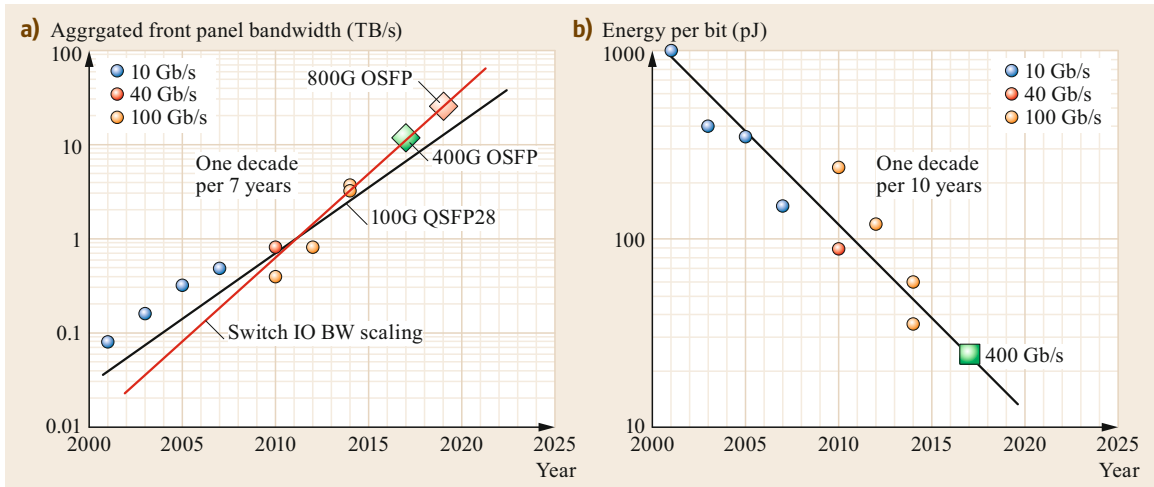 a) Aggrgated front panel bandwidth (TB/s)
100
10
1
0.1
0.01
10 Gb/s
40 Gb/s
100 Gb/s
800G OSFP
One decade
per 7 years
400G OSFP
100G QSFP28
Switch IO BW scaling
2000 2005 2010 2015 2020 2025
Year
b) Energy per bit (pJ)
1000
100
10
10 Gb/s
40 Gb/s
100 Gb/s
One decade
per 10 years
400 Gb/s
2000 2005 2010 2015 2020 2025
Year